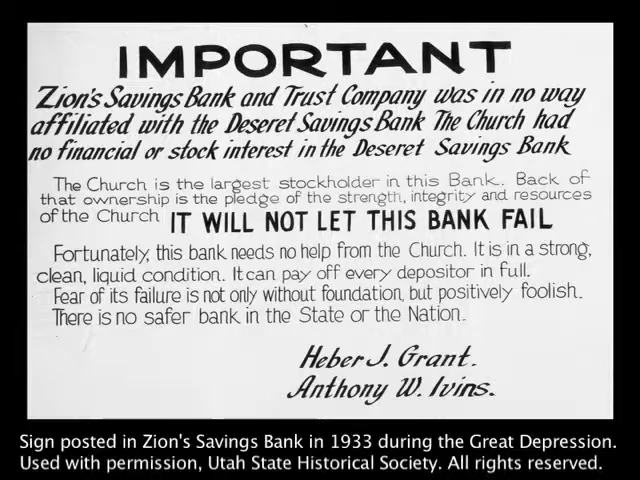 IMPORTANT
Zion's Savings Bank and Trust Company was in no way
affiliated with the Deseret Savings Bank The Church had
no financial or stock interest in the Deseret Savings Bank
The Church is the largest stockholder in this Bank. Back of
that ownership is the pledge of the strength, integrity and resources
of the Church IT WILL NOT LET THIS BANK FAIL
Fortunately, this bank needs no help from the Church. It is in a strong,
clean, liquid condition. It can pay off every depositor in full.
Fear of its failure is not only without foundation, but positively foolish.
There is no safer bank in the State or the Nation.
Heber J. Grant.
Anthony W. Ivins.
Sign posted in Zion's Savings Bank in 1933 during the Great Depression.
Used with permission, Utah State Historical Society. All rights reserved.